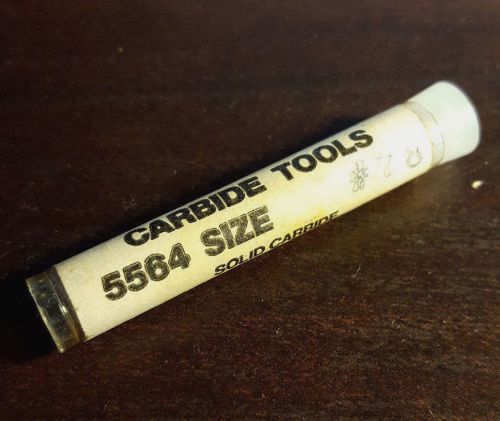 CARBIDE TOOLS
5564 SIZE
SOLID CARBIDE